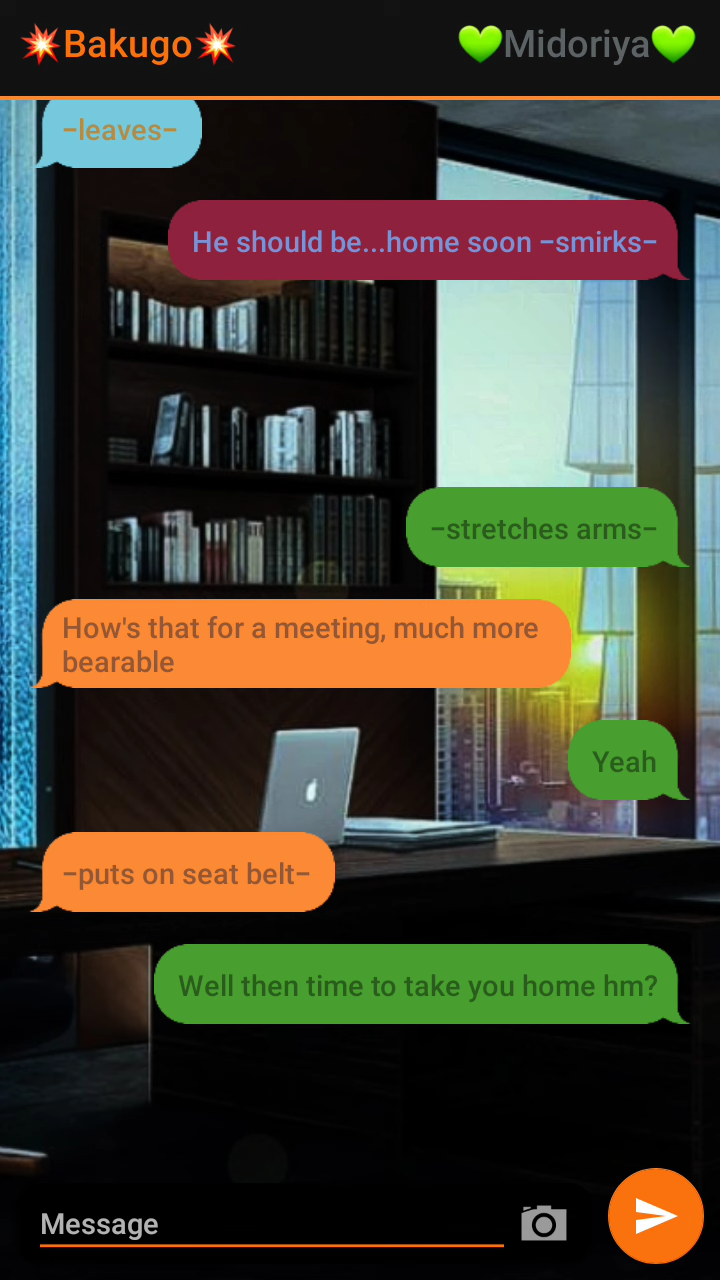 💥Bakugo💥
💚Midoriya💚
–leaves–
He should be...home soon –smirks–
–stretches arms–
How's that for a meeting, much more
bearable
Yeah
–puts on seat belt–
Well then time to take you home hm?
Message